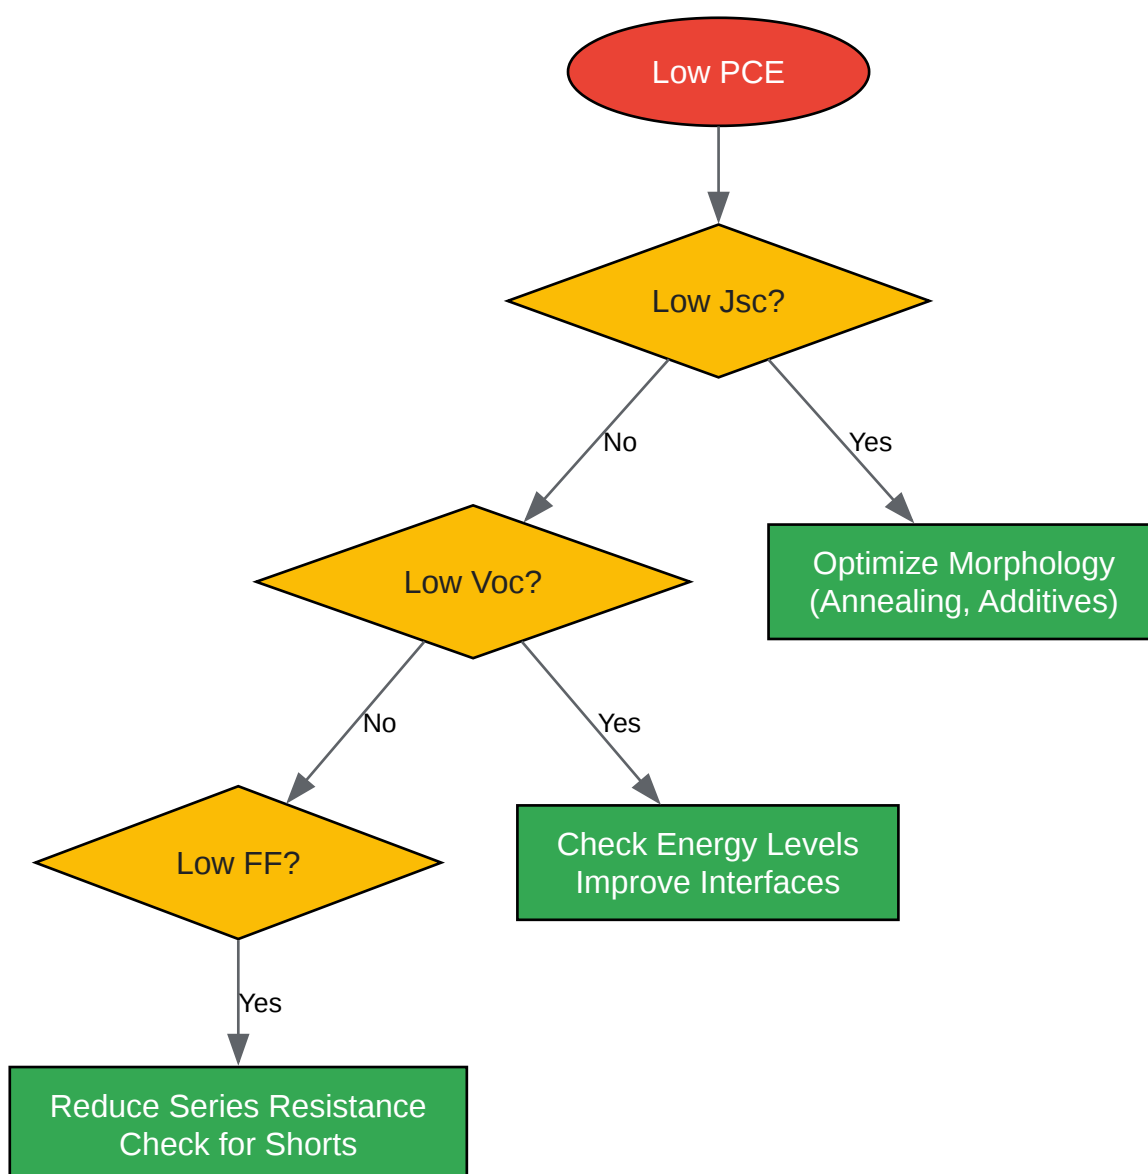 Low PCE
Low Jsc?
No
Yes
Optimize Morphology
(Annealing, Additives)
Low Voc?
No
Yes
Check Energy Levels
Improve Interfaces
Low FF?
Yes
Reduce Series Resistance
Check for Shorts